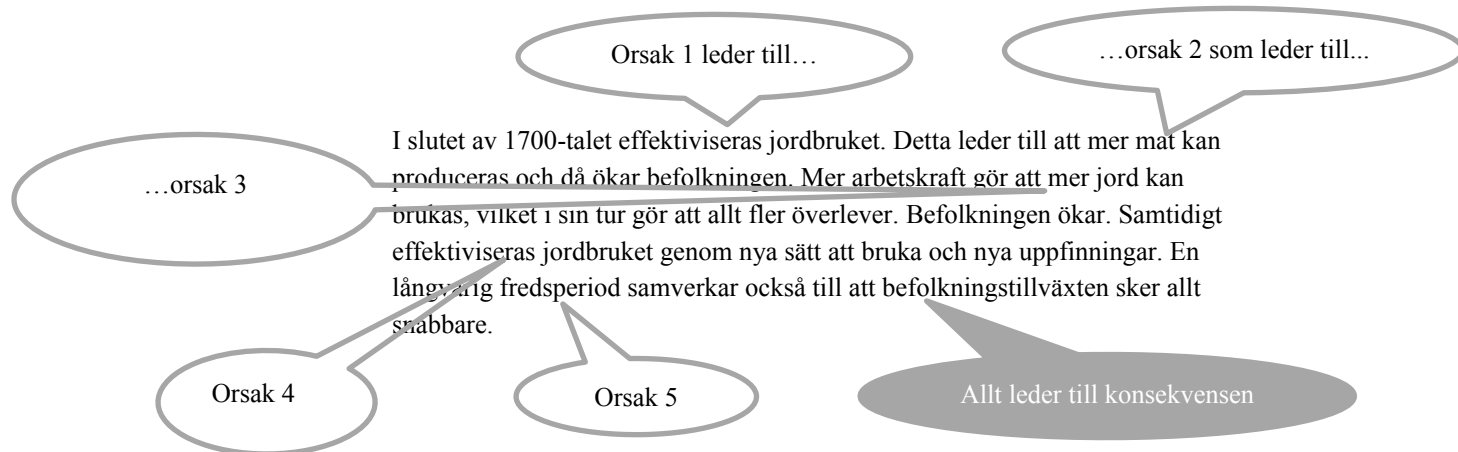 Orsak 1 leder till…
…orsak 2 som leder till...
…orsak 3
I slutet av 1700-talet effektiviseras jordbruket. Detta leder till att mer mat kan
produceras och då ökar befolkningen. Mer arbetskraft gör att mer jord kan
brukas, vilket i sin tur gör att allt fler överlever. Befolkningen ökar. Samtidigt
effektiviseras jordbruket genom nya sätt att bruka och nya uppfinningar. En
långvarig fredsperiod samverkar också till att befolkningstillväxten sker allt
snabbare.
Orsak 4
Orsak 5
Allt leder till konsekvensen